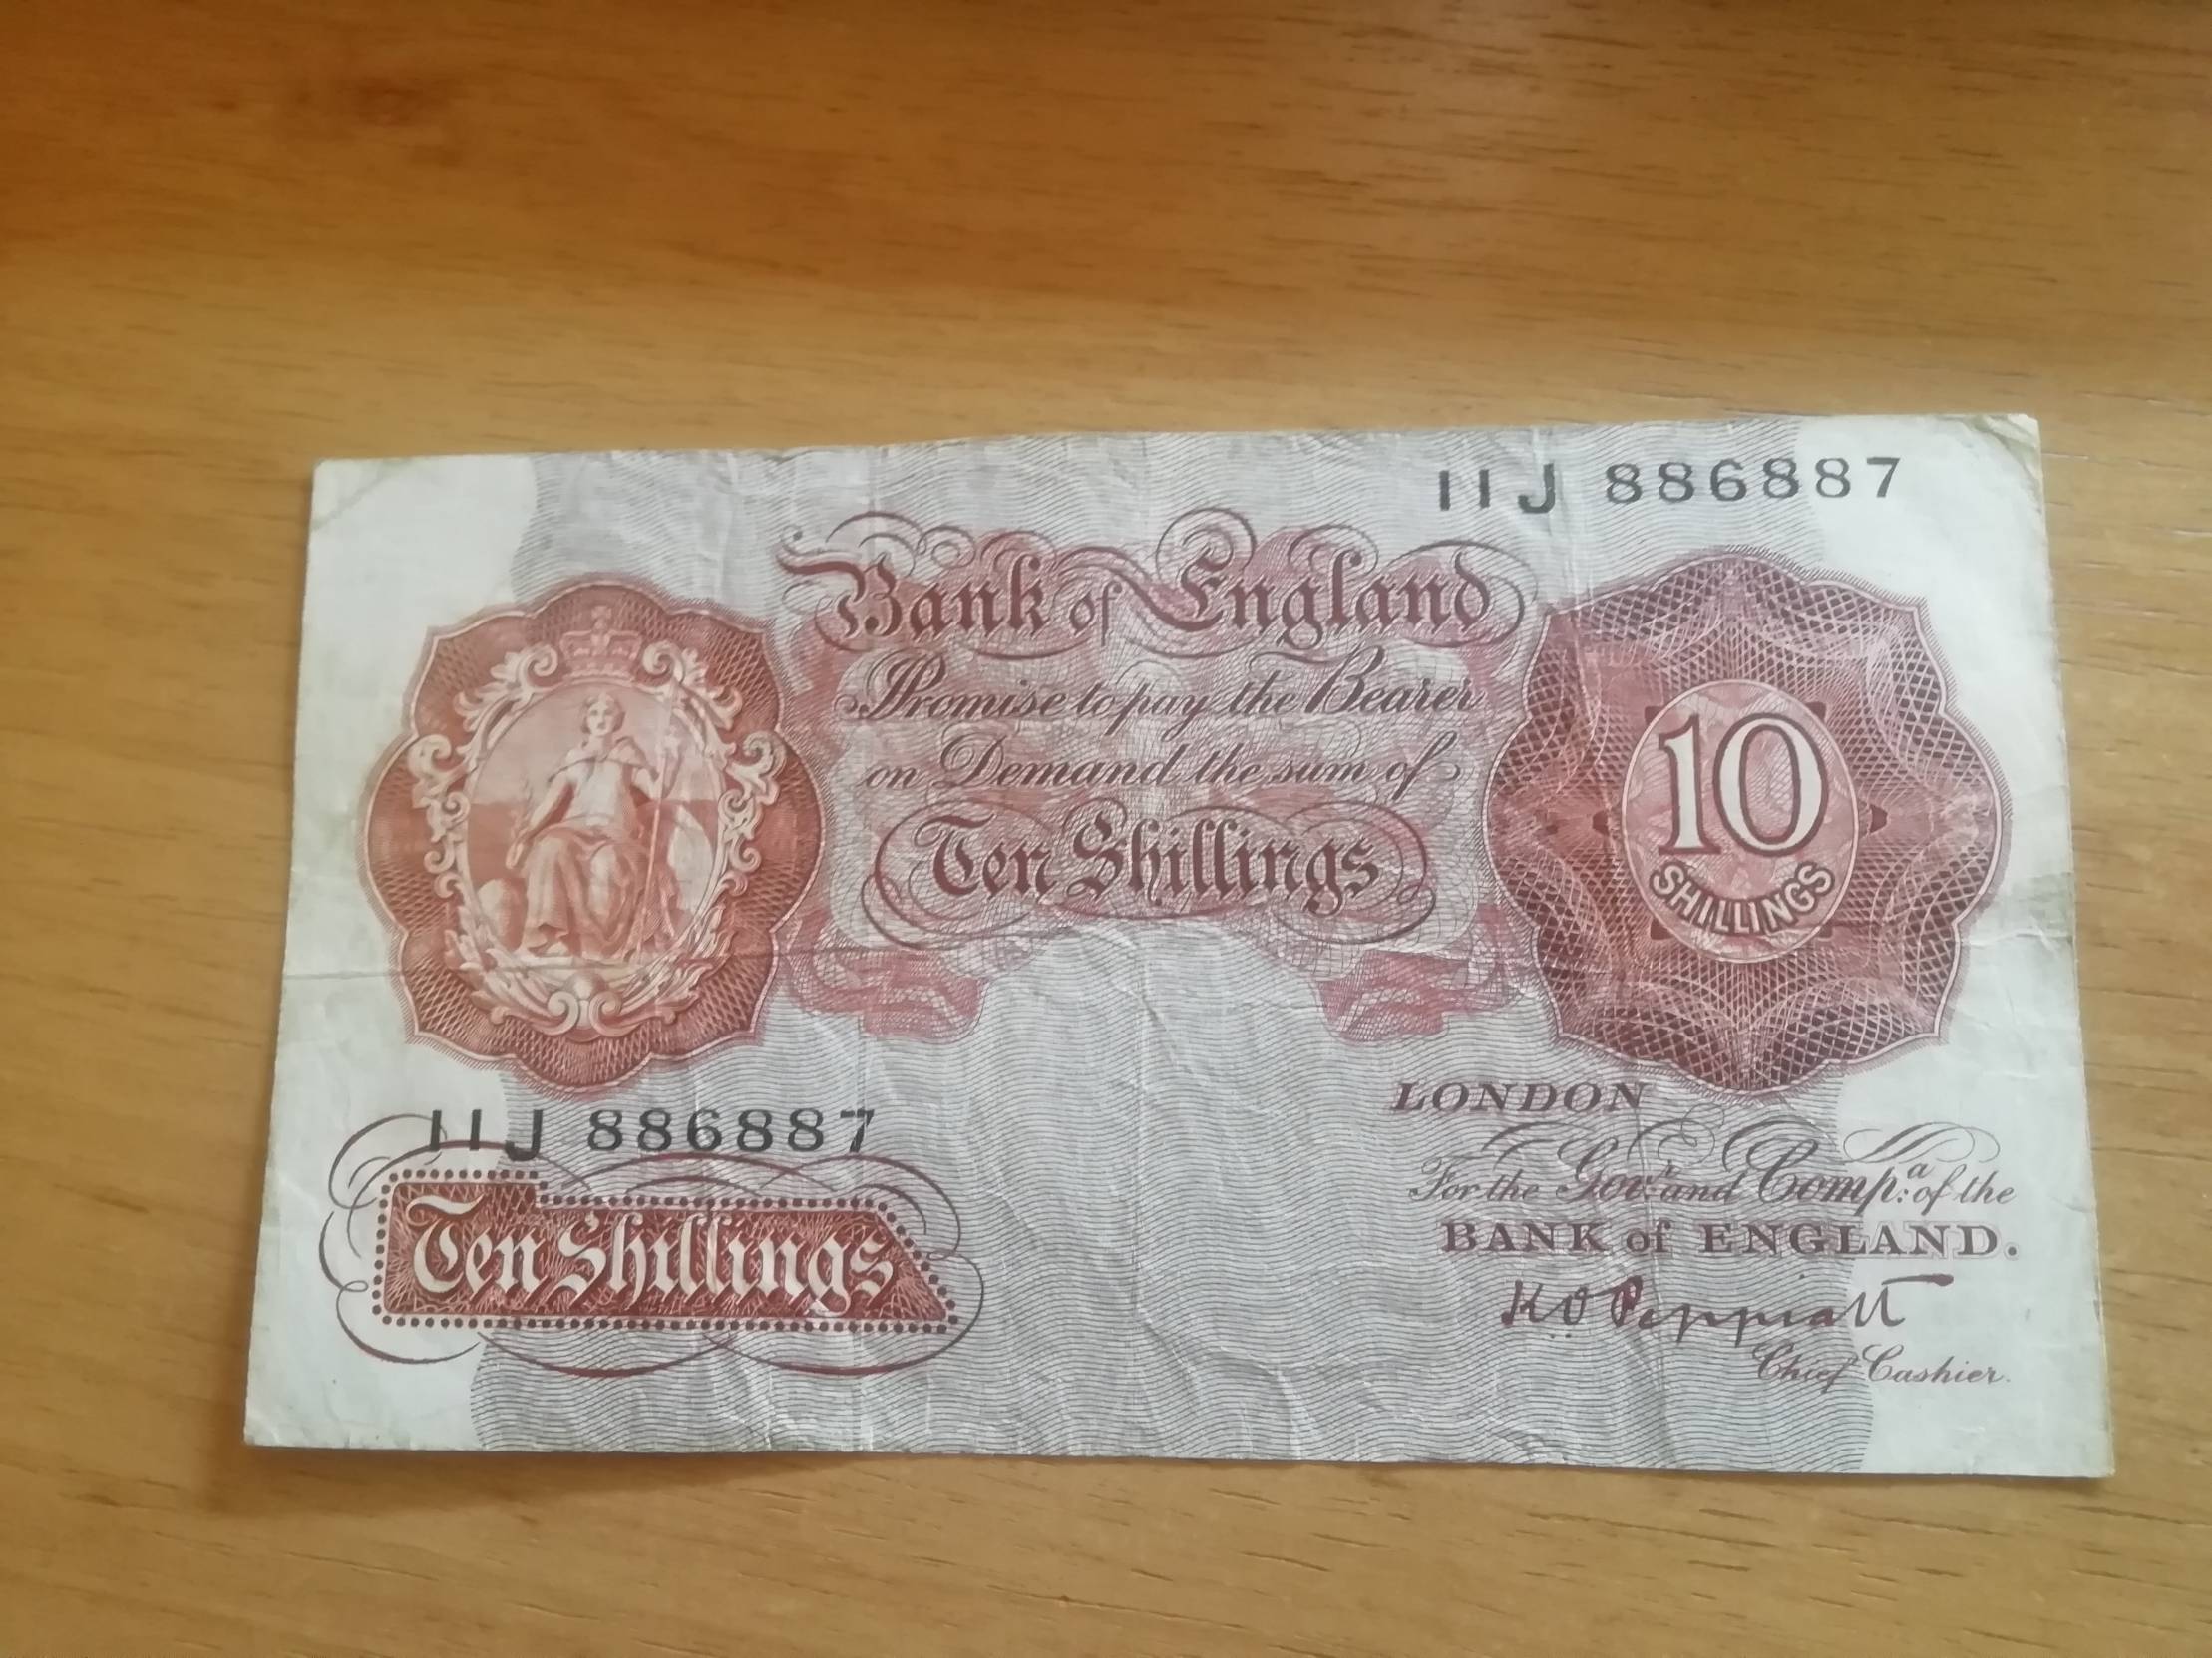 11J 886887
Bank of England
Promise to pay the Bearer
on Demand the sum of
Ten Shillings
10
SHILLINGS
11J 886887
Ten Shillings
LONDON
For the Govr. and Compa. of the
BANK of ENGLAND.
K O Peppiatt
Chief Cashier.